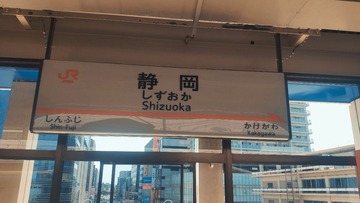 JR
静岡
しずおか
Shizuoka
しんふじ
Shin-Fuji
かけがわ
Kakegawa